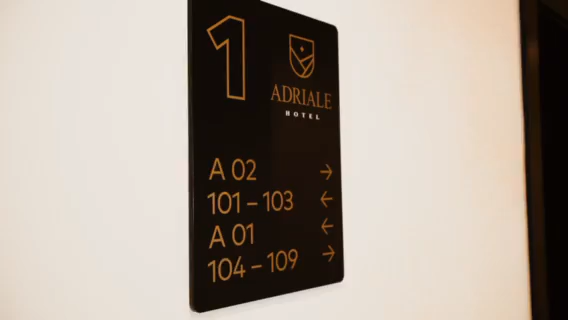 1
ADRIALE
HOTEL
A 02 →
101 – 103 ←
A 01 ←
104 – 109 →